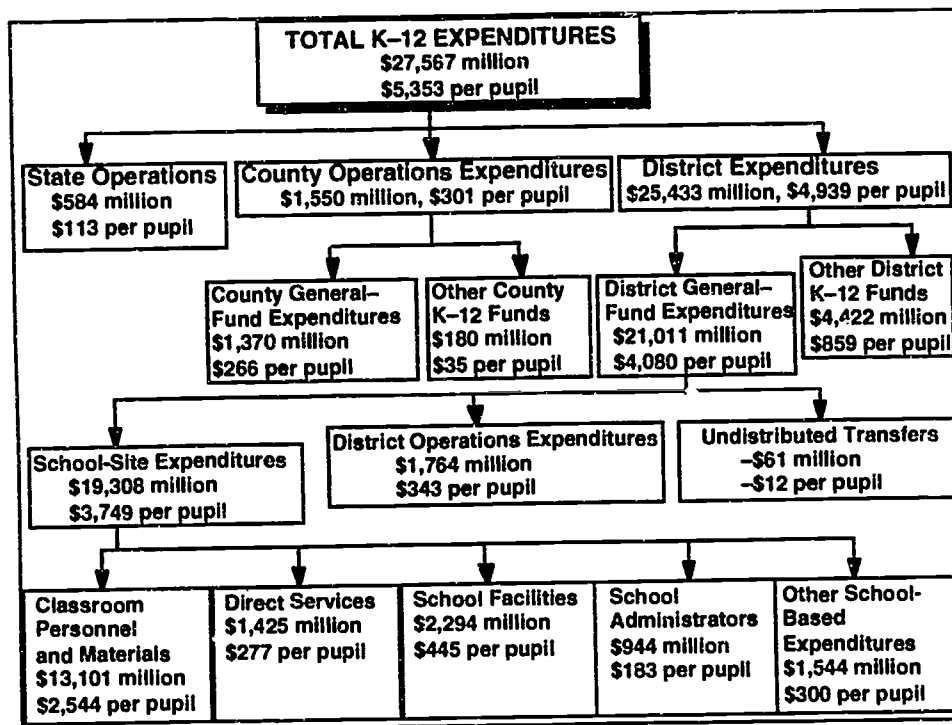 TOTAL K–12 EXPENDITURES
$27,567 million
$5,353 per pupil
State Operations
$584 million
$113 per pupil
County Operations Expenditures
$1,550 million, $301 per pupil
District Expenditures
$25,433 million, $4,939 per pupil
County General–
Fund Expenditures
$1,370 million
$266 per pupil
Other County
K–12 Funds
$180 million
$35 per pupil
District General–
Fund Expenditures
$21,011 million
$4,080 per pupil
Other District
K–12 Funds
$4,422 million
$859 per pupil
School-Site Expenditures
$19,308 million
$3,749 per pupil
District Operations Expenditures
$1,764 million
$343 per pupil
Undistributed Transfers
–$61 million
–$12 per pupil
Classroom
Personnel
and Materials
$13,101 million
$2,544 per pupil
Direct Services
$1,425 million
$277 per pupil
School Facilities
$2,294 million
$445 per pupil
School
Administrators
$944 million
$183 per pupil
Other School-
Based
Expenditures
$1,544 million
$300 per pupil